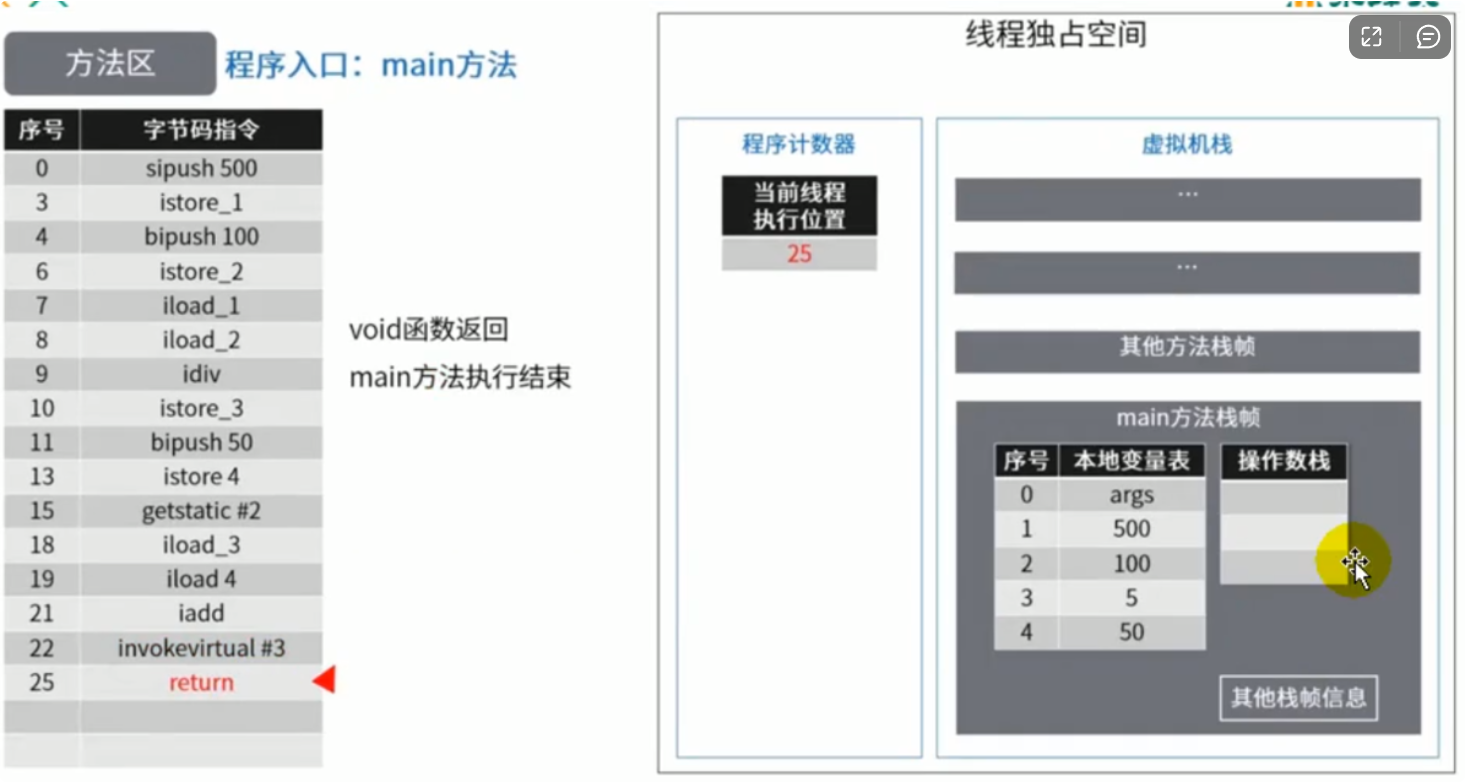 线程独占空间
方法区 程序入口：main方法
序号 字节码指令
0 sipush 500
3 istore_1
4 bipush 100
6 istore_2
7 iload_1
8 iload_2
9 idiv
10 istore_3
11 bipush 50
13 istore 4
15 getstatic #2
18 iload_3
19 iload 4
21 iadd
22 invokevirtual #3
25 return
void函数返回
main方法执行结束
程序计数器
当前线程
执行位置
25
虚拟机栈
...
...
其他方法栈帧
main方法栈帧
序号 本地变量表
0 args
1 500
2 100
3 5
4 50
操作数栈
其他栈帧信息